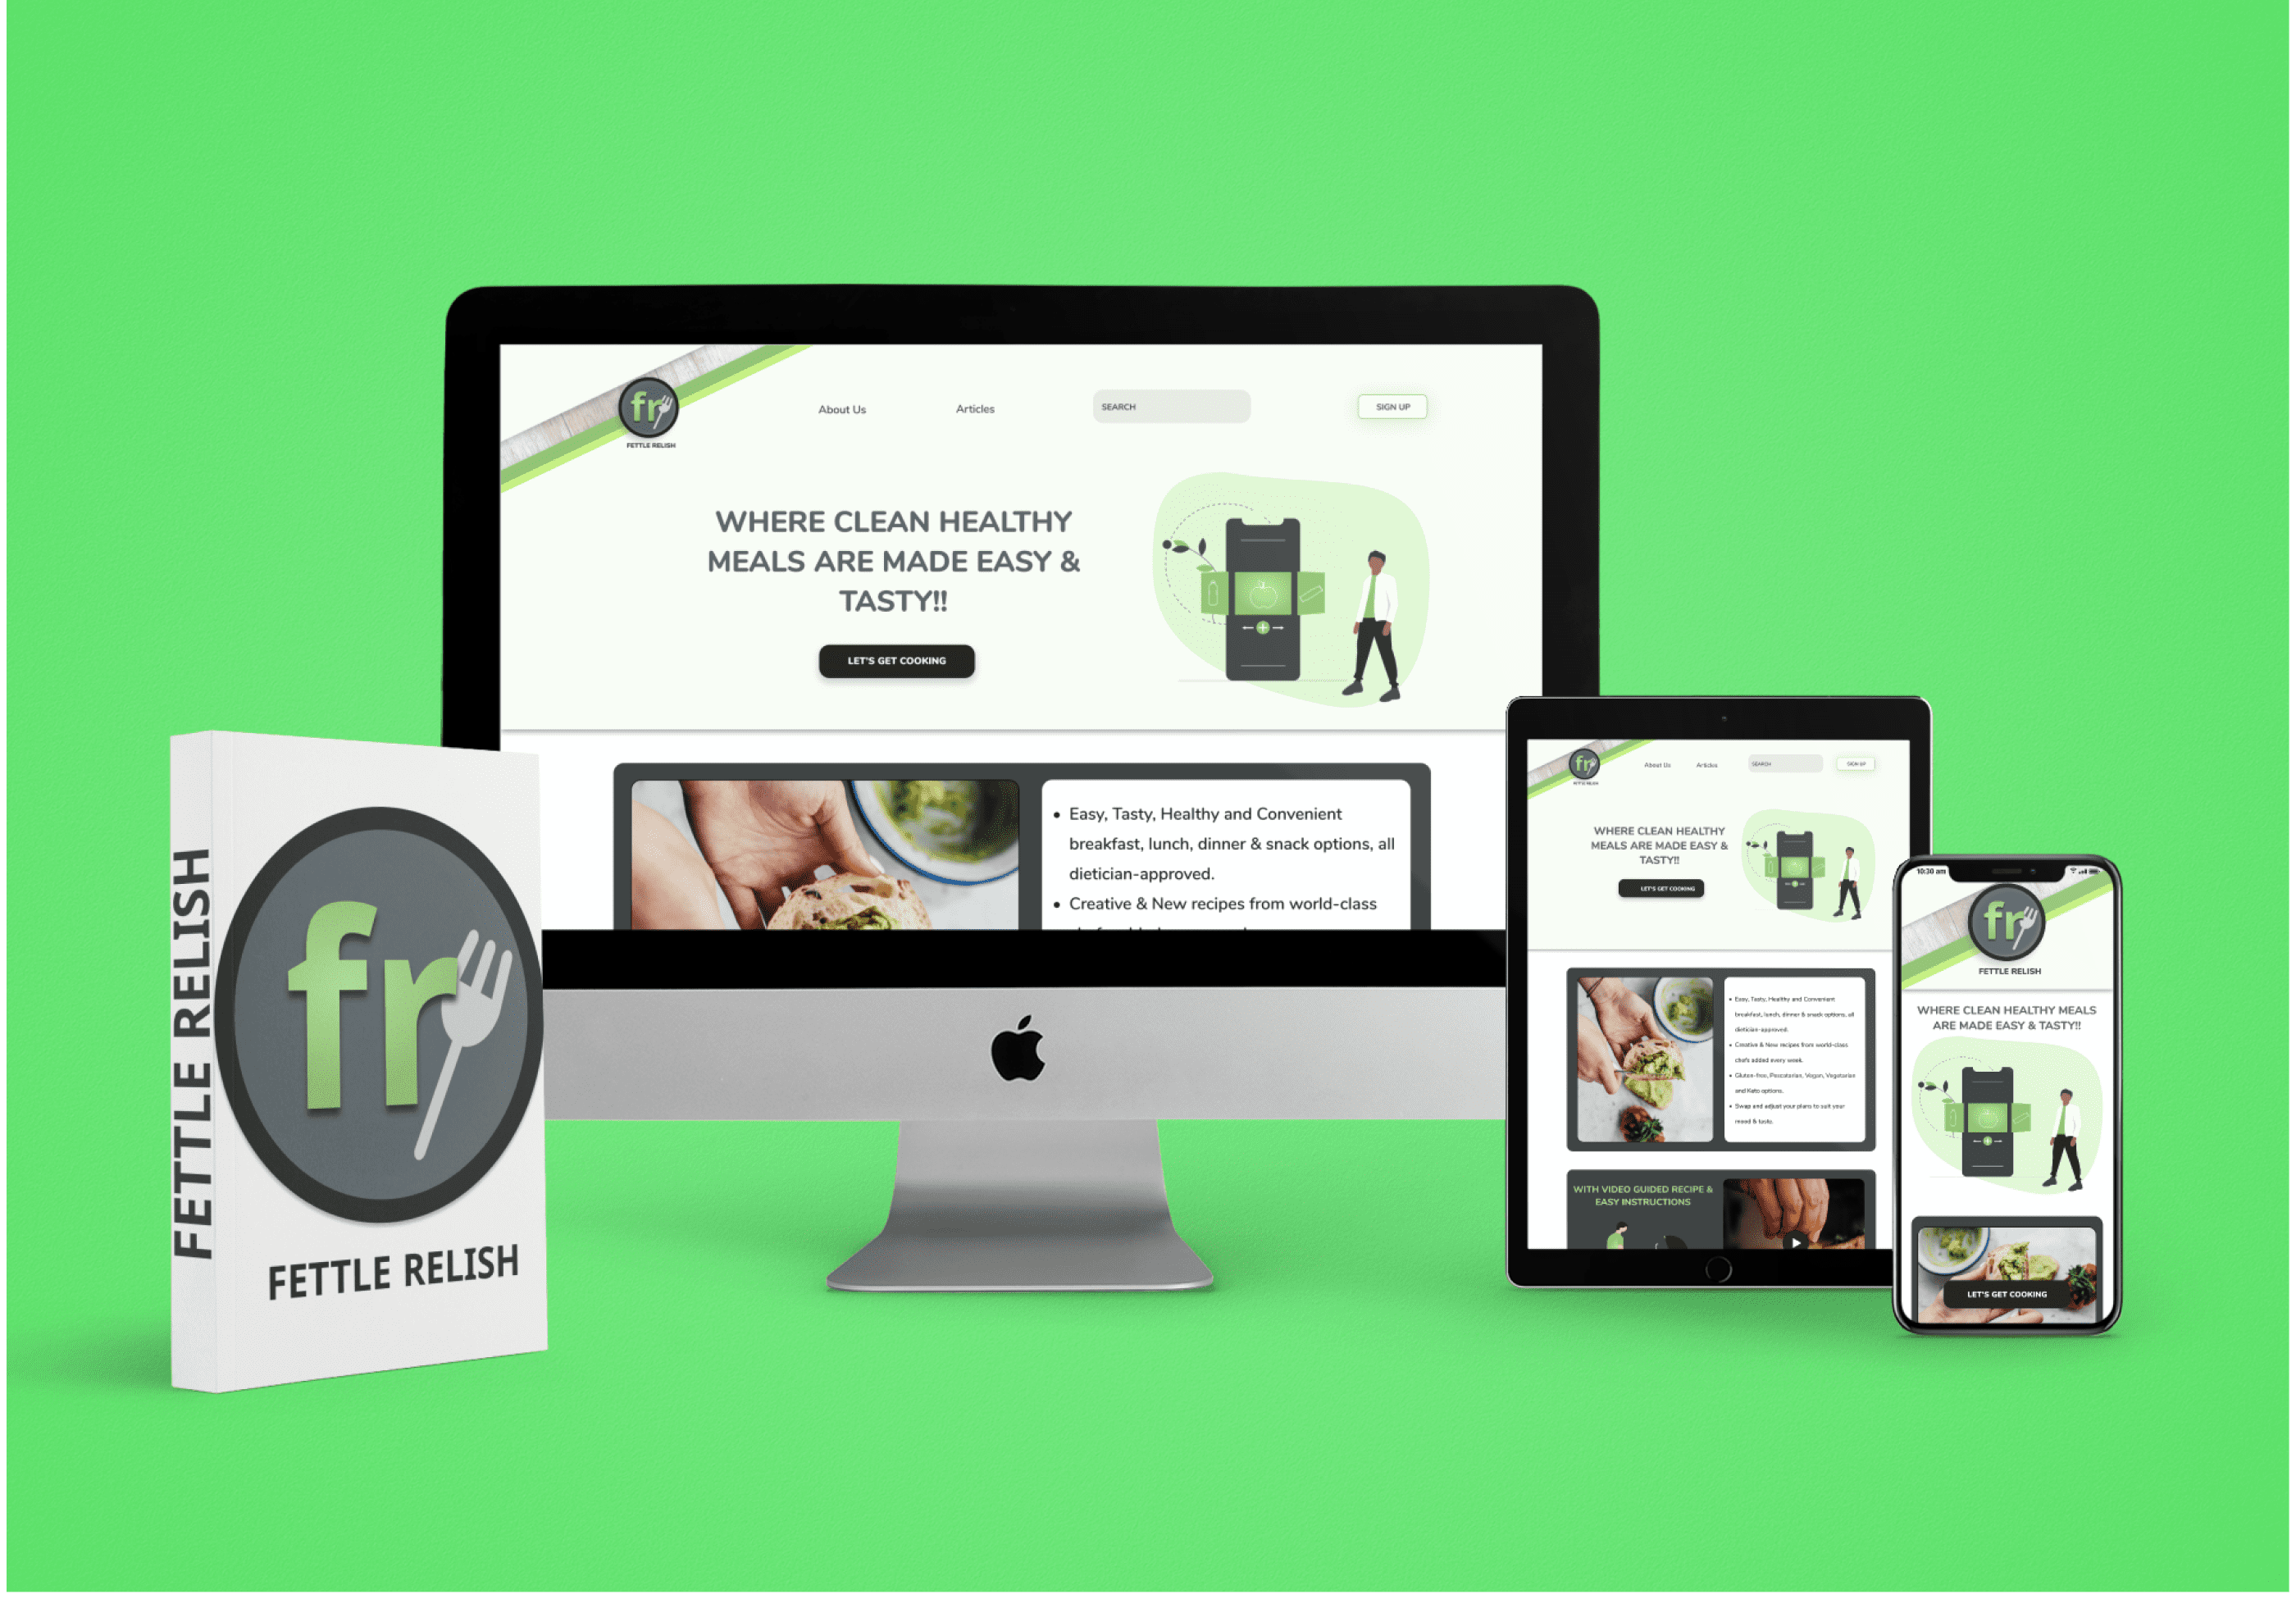 fr
FETTLE RELISH
About Us
Articles
SEARCH
SIGN UP
WHERE CLEAN HEALTHY
MEALS ARE MADE EASY &
TASTY!!
LET'S GET COOKING
• Easy, Tasty, Healthy and Convenient
breakfast, lunch, dinner & snack options, all
dietician-approved.
• Creative & New recipes from world-class
FETTLE RELISH
fr
FETTLE RELISH
fr
FETTLE RELISH
About Us
Articles
SEARCH
SIGN UP
WHERE CLEAN HEALTHY
MEALS ARE MADE EASY &
TASTY!!
LET'S GET COOKING
• Easy, Tasty, Healthy and Convenient
breakfast, lunch, dinner & snack options, all
dietician-approved.
• Creative & New recipes from world-class
chefs added every week.
• Gluten-free, Pescatarian, Vegan, Vegetarian
and Keto options.
• Swap and adjust your plans to suit your
mood & taste.
WITH VIDEO GUIDED RECIPE &
EASY INSTRUCTIONS
10:30 am
fr
FETTLE RELISH
WHERE CLEAN HEALTHY MEALS
ARE MADE EASY & TASTY!!
LET'S GET COOKING